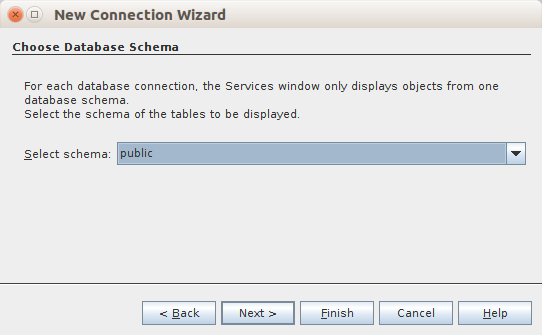 New Connection Wizard
Choose Database Schema
For each database connection, the Services window only displays objects from one
database schema.
Select the schema of the tables to be displayed.
Select schema: public
< Back Next > Finish Cancel Help